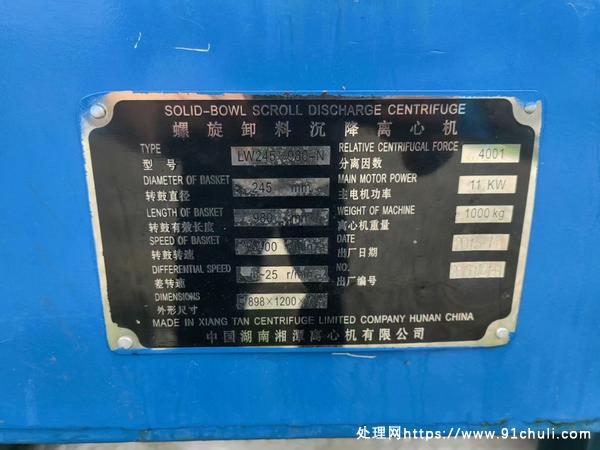 SOLID-BOWL SCROLL DISCHARGE CENTRIFUGE
螺旋卸料沉降离心机
TYPE
型号 LW245×980-N
DIAMETER OF BASKET
转鼓直径 245 mm
LENGTH OF BASKET
转鼓有效长度 980
SPEED OF BASKET
转鼓转速
DIFFERENTIAL SPEED
差转速
DIMENSIONS
外形尺寸
RELATIVE CENTRIFUGAL FORCE
分离因数 4001
MAIN MOTOR POWER
主电机功率 11 KW
WEIGHT OF MACHINE
离心机重量 1000kg
DATE
出厂日期
NO.
出厂编号
MADE IN XIANG TAN CENTRIFUGE LIMITED COMPANY HUNAN CHINA
中国湖南湘潭离心机有限公司
处理网https://www.91chuli.com/